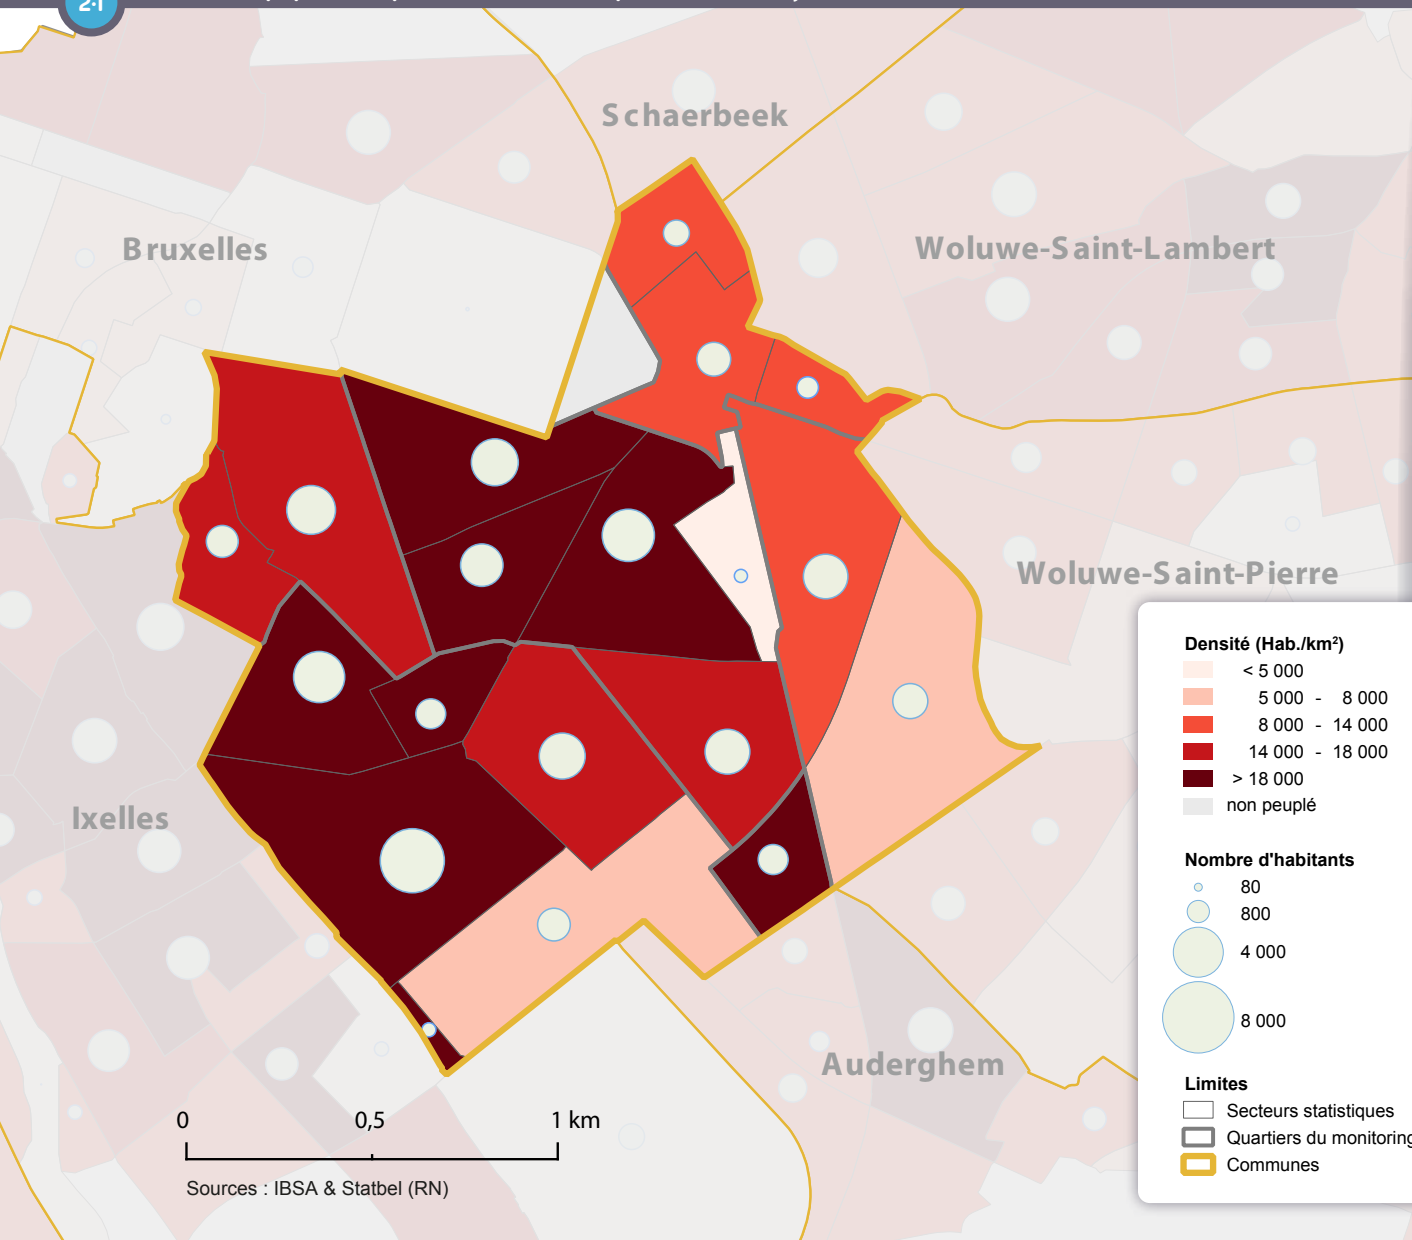 2.1
Schaerbeek
Bruxelles
Woluwe-Saint-Lambert
Woluwe-Saint-Pierre
Ixelles
Auderghem
Densité (Hab./km²)
< 5 000
5 000 - 8 000
8 000 - 14 000
14 000 - 18 000
> 18 000
non peuplé
Nombre d'habitants
80
800
4 000
8 000
Limites
Secteurs statistiques
Quartiers du monitoring
Communes
0 0,5 1 km
Sources : IBSA & Statbel (RN)